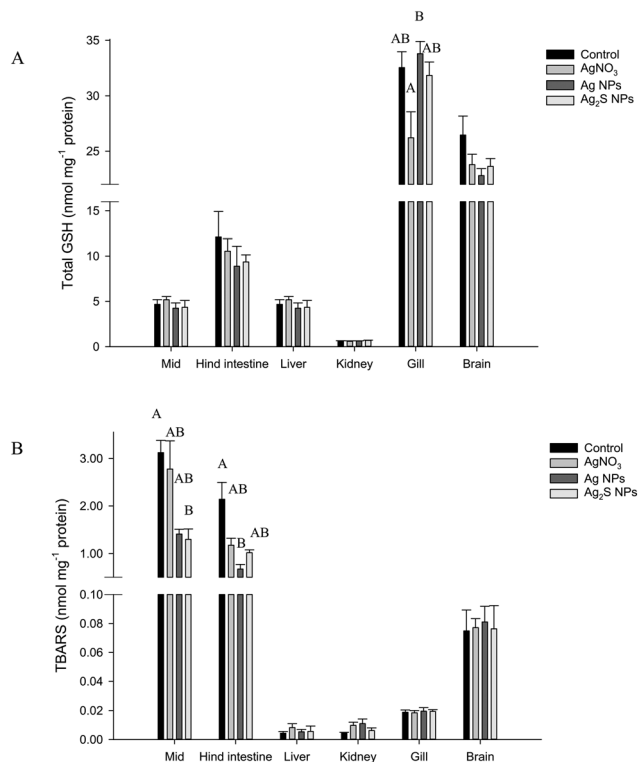 A
Total GSH (nmol mg⁻¹ protein)
35
30
25
15
10
5
0
AB
A
B
AB
Control
AgNO₃
Ag NPs
Ag₂S NPs
Mid
Hind intestine
Liver
Kidney
Gill
Brain
B
TBARS (nmol mg⁻¹ protein)
3.00
2.00
1.00
0.10
0.08
0.06
0.04
0.02
0.00
A
AB
AB
B
A
AB
B
AB
Control
AgNO₃
Ag NPs
Ag₂S NPs
Mid
Hind intestine
Liver
Kidney
Gill
Brain